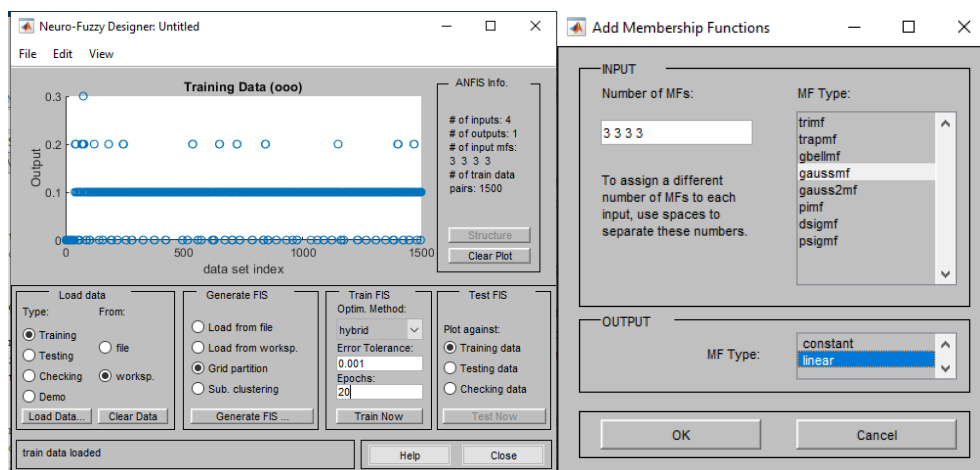 Neuro-Fuzzy Designer: Untitled
File Edit View
Training Data (ooo)
0.3
0.2
0.1
0
Output
0 500 1000 1500
data set index
ANFIS Info.
# of inputs: 4
# of outputs: 1
# of input mfs:
3 3 3 3
# of train data
pairs: 1500
Structure
Clear Plot
Load data
Type: From:
Training
Testing
Checking
Demo
file
worksp.
Load Data... Clear Data
Generate FIS
Load from file
Load from worksp.
Grid partition
Sub. clustering
Generate FIS ...
Train FIS
Optim. Method:
hybrid
Error Tolerance:
0.001
Epochs:
20
Train Now
Test FIS
Plot against:
Training data
Testing data
Checking data
Test Now
train data loaded
Help Close
Add Membership Functions
INPUT
Number of MFs:
3 3 3 3
To assign a different
number of MFs to each
input, use spaces to
separate these numbers.
MF Type:
trimf
trapmf
gbellmf
gaussmf
gauss2mf
pimf
dsigmf
psigmf
OUTPUT
MF Type:
constant
linear
OK Cancel